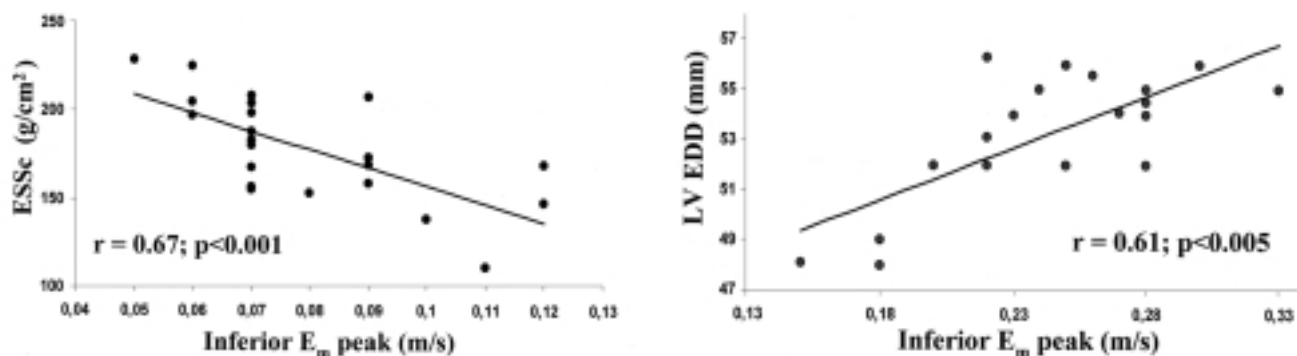 ESSc (g/cm²)
250
200
150
100
r = 0.67; p<0.001
0,04 0,05 0,06 0,07 0,08 0,09 0,1 0,11 0,12 0,13
Inferior Em peak (m/s)
LV EDD (mm)
57
55
53
51
49
47
r = 0.61; p<0.005
0,13 0,18 0,23 0,28 0,33
Inferior Em peak (m/s)